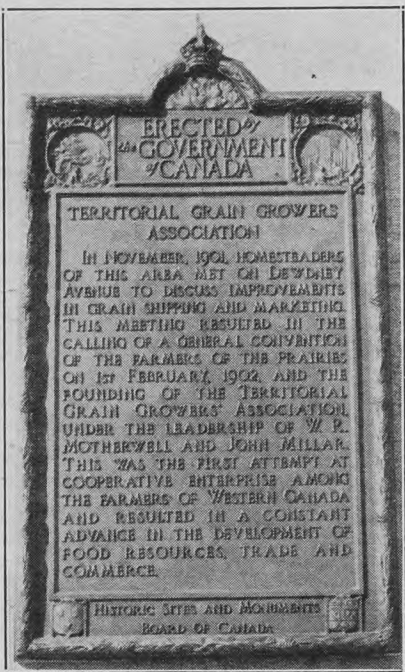 ERECTED by
the GOVERNMENT
of CANADA
TERRITORIAL GRAIN GROWERS
ASSOCIATION
IN NOVEMBER, 1901, HOMESTEADERS
OF THIS AREA MET ON DEWDNEY
AVENUE TO DISCUSS IMPROVEMENTS
IN GRAIN SHIPPING AND MARKETING.
THIS MEETING RESULTED IN THE
CALLING OF A GENERAL CONVENTION
OF THE FARMERS OF THE PRAIRIES
ON 1ST FEBRUARY, 1902, AND THE
FOUNDING OF THE TERRITORIAL
GRAIN GROWERS' ASSOCIATION,
UNDER THE LEADERSHIP OF W. R.
MOTHERWELL AND JOHN MILLAR.
THIS WAS THE FIRST ATTEMPT AT
COOPERATIVE ENTERPRISE AMONG
THE FARMERS OF WESTERN CANADA
AND RESULTED IN A CONSTANT
ADVANCE IN THE DEVELOPMENT OF
FOOD RESOURCES, TRADE AND
COMMERCE.
HISTORIC SITES AND MONUMENTS
BOARD OF CANADA